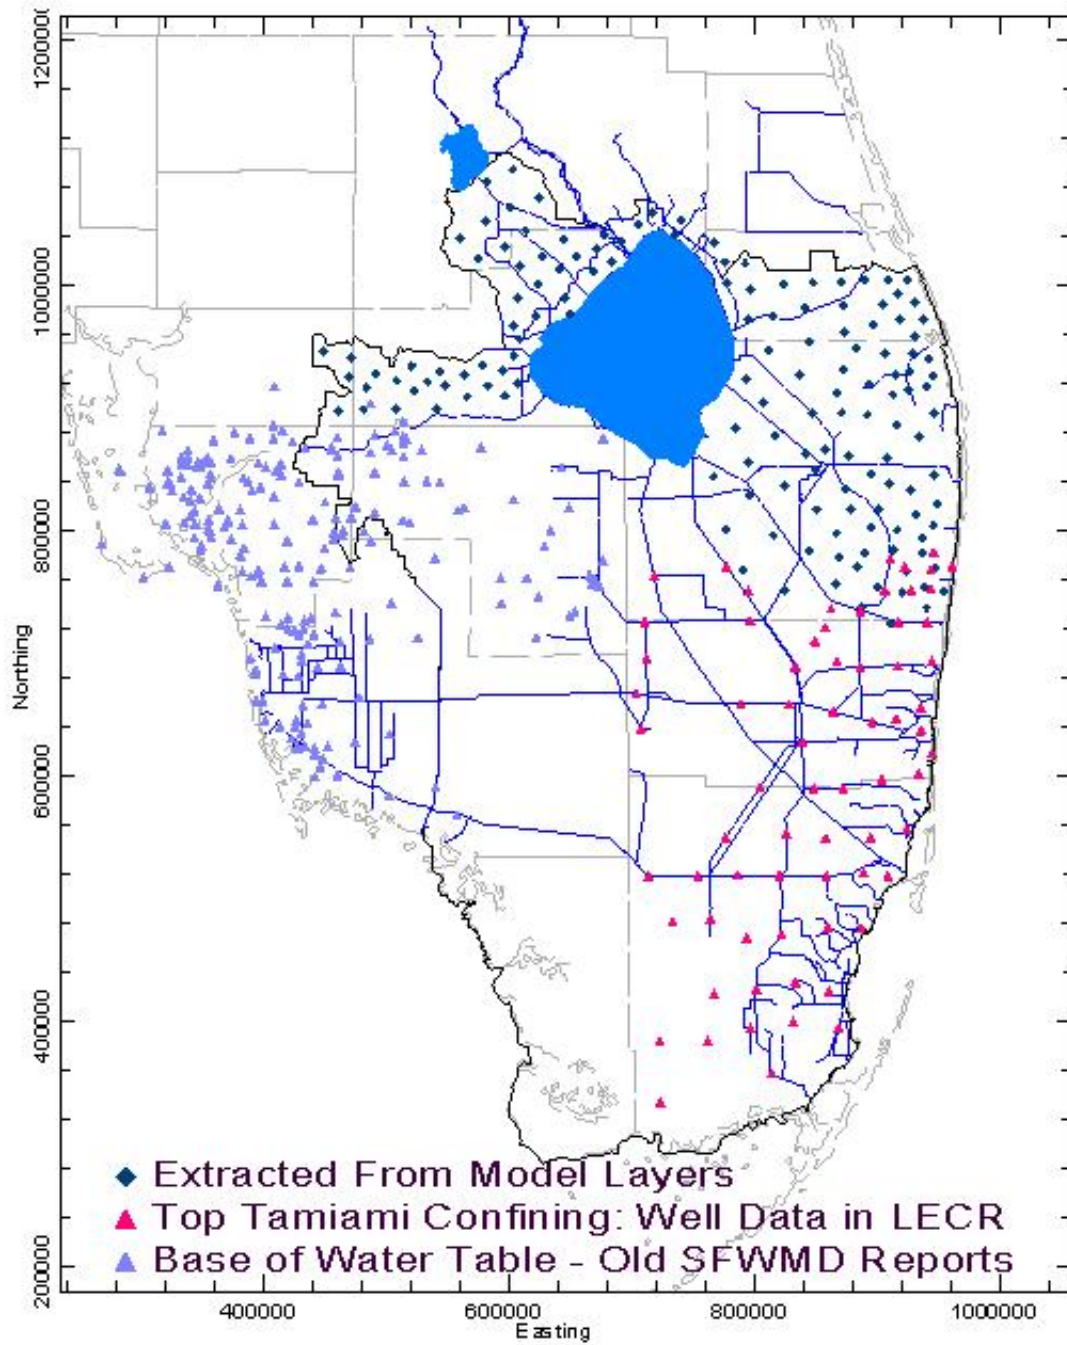 1200000
1000000
800000
600000
400000
200000
Northing
Extracted From Model Layers
Top Tamiami Confining: Well Data in LECR
Base of Water Table - Old SFWMD Reports
400000 600000 800000 1000000
Easting